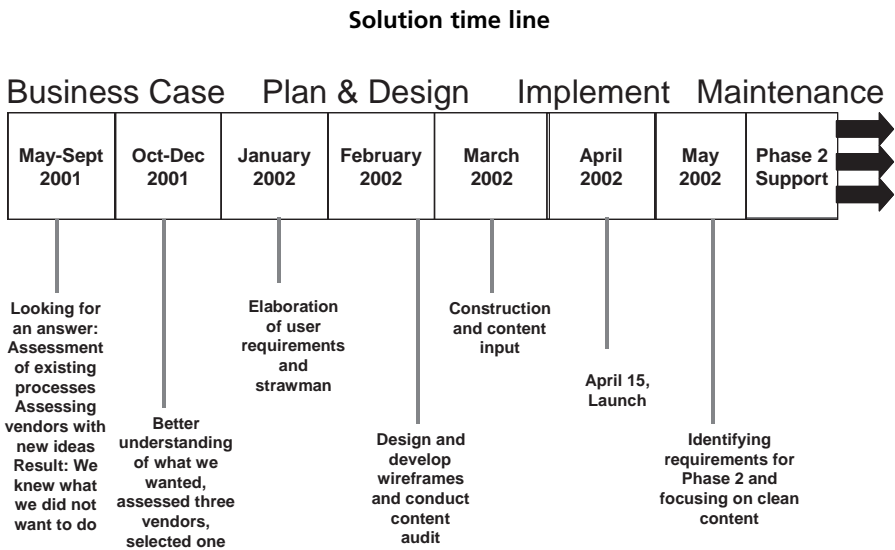 Solution time line
Business Case Plan & Design Implement Maintenance
May-Sept
2001
Oct-Dec
2001
January
2002
February
2002
March
2002
April
2002
May
2002
Phase 2
Support
Looking for
an answer:
Assessment
of existing
processes
Assessing
vendors with
new ideas
Result: We
knew what
we did not
want to do
Better
understanding
of what we
wanted,
assessed three
vendors,
selected one
Elaboration
of user
requirements
and
strawman
Design and
develop
wireframes
and conduct
content
audit
Construction
and content
input
April 15,
Launch
Identifying
requirements for
Phase 2 and
focusing on clean
content